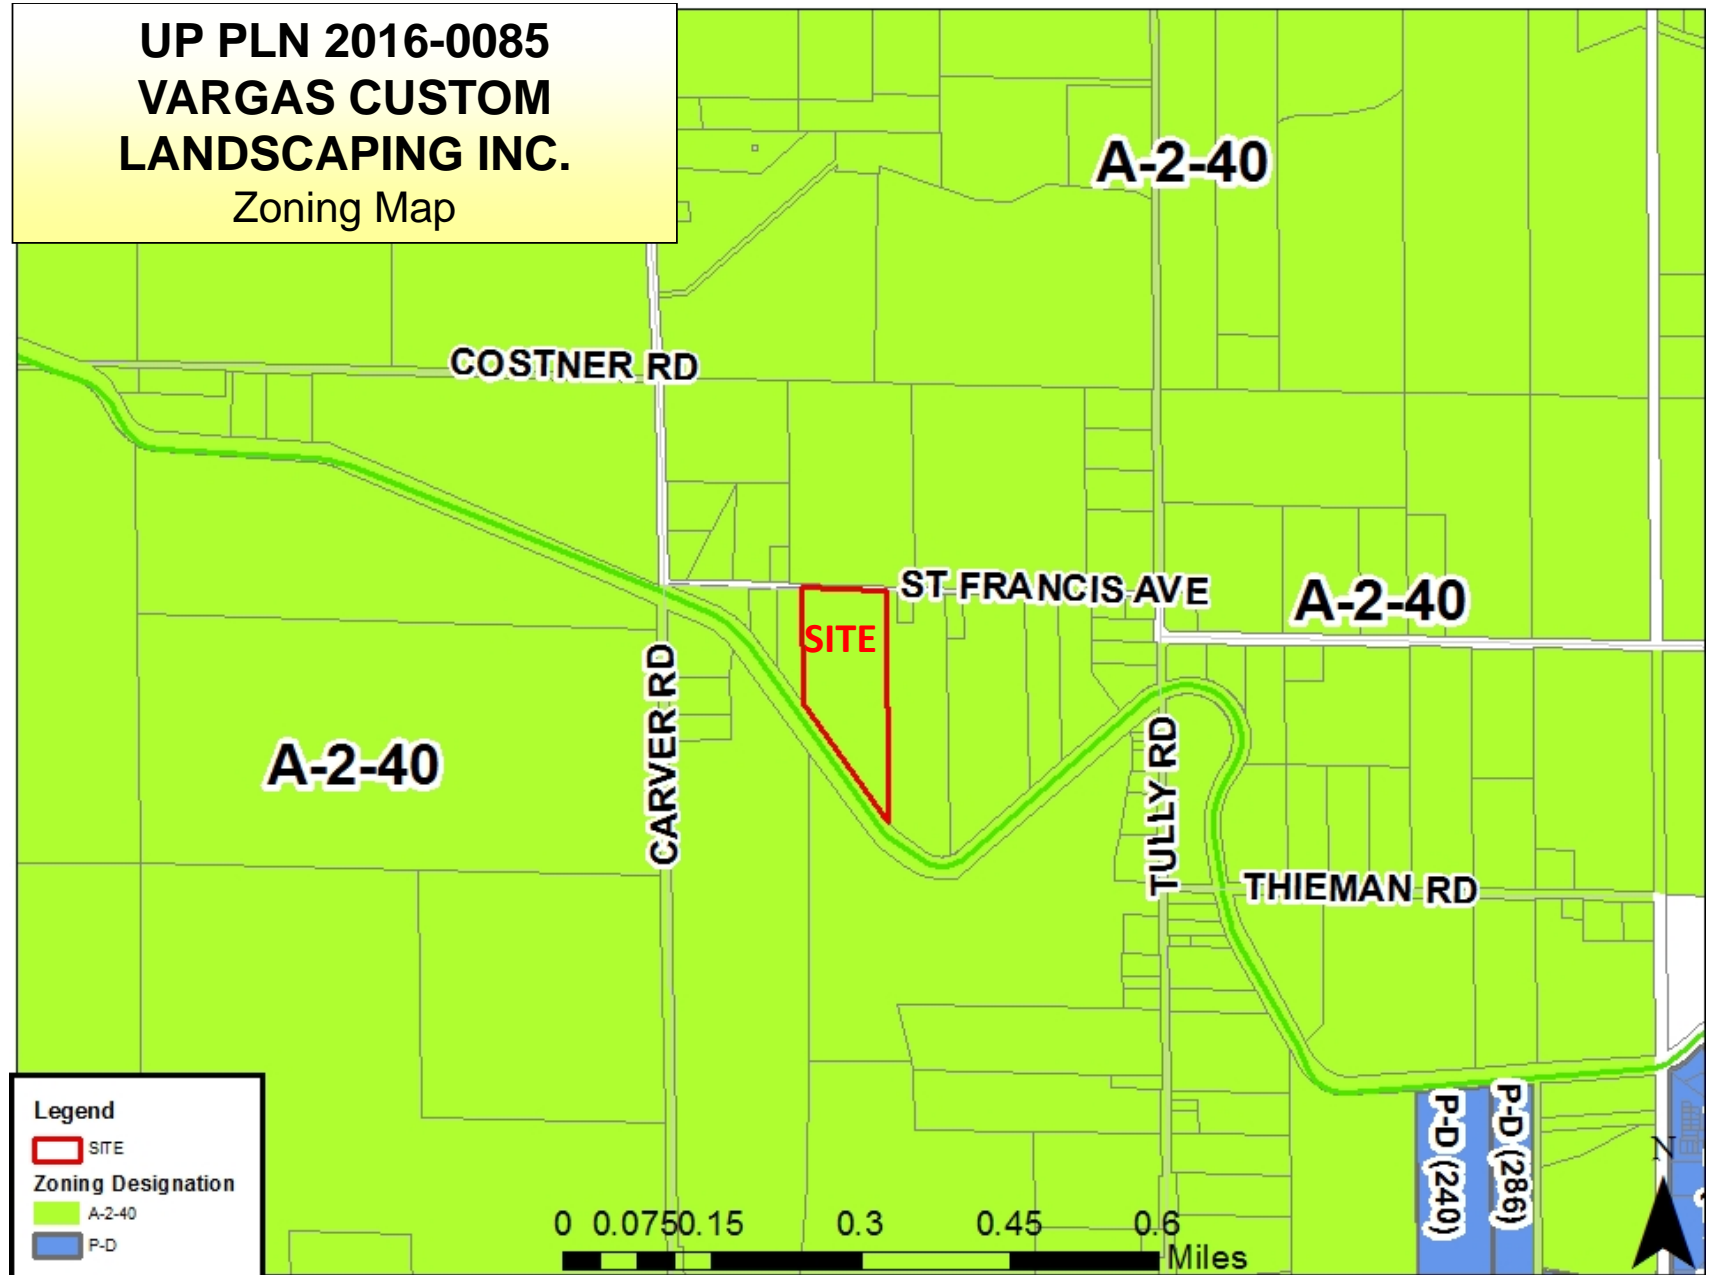 UP PLN 2016-0085
VARGAS CUSTOM
LANDSCAPING INC.
Zoning Map
A-2-40
COSTNER RD
ST FRANCIS AVE
A-2-40
SITE
CARVER RD
A-2-40
TULLY RD
THIEMAN RD
P-D (240)
P-D (286)
N
Legend
SITE
Zoning Designation
A-2-40
P-D
0 0.075 0.15 0.3 0.45 0.6
Miles